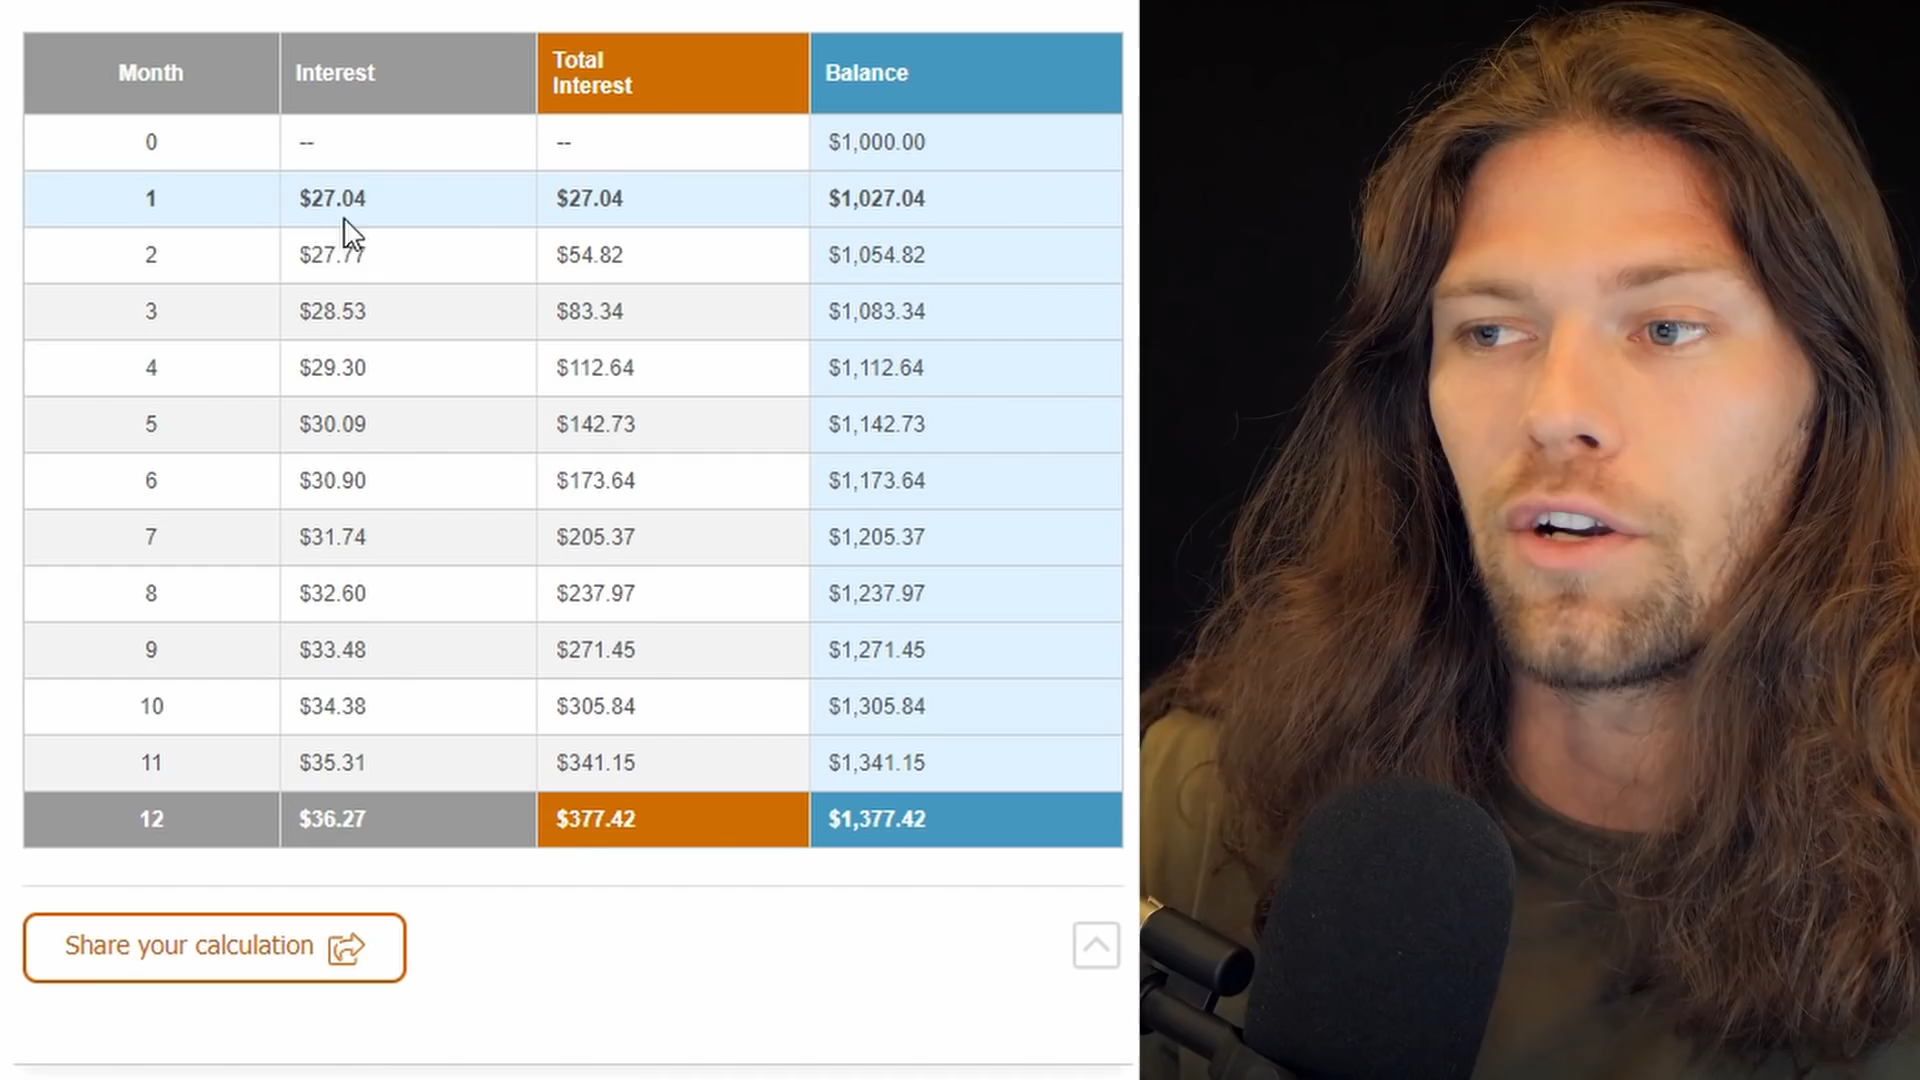 Month Interest Total Interest Balance
0 -- -- $1,000.00
1 $27.04 $27.04 $1,027.04
2 $27.77 $54.82 $1,054.82
3 $28.53 $83.34 $1,083.34
4 $29.30 $112.64 $1,112.64
5 $30.09 $142.73 $1,142.73
6 $30.90 $173.64 $1,173.64
7 $31.74 $205.37 $1,205.37
8 $32.60 $237.97 $1,237.97
9 $33.48 $271.45 $1,271.45
10 $34.38 $305.84 $1,305.84
11 $35.31 $341.15 $1,341.15
12 $36.27 $377.42 $1,377.42
Share your calculation